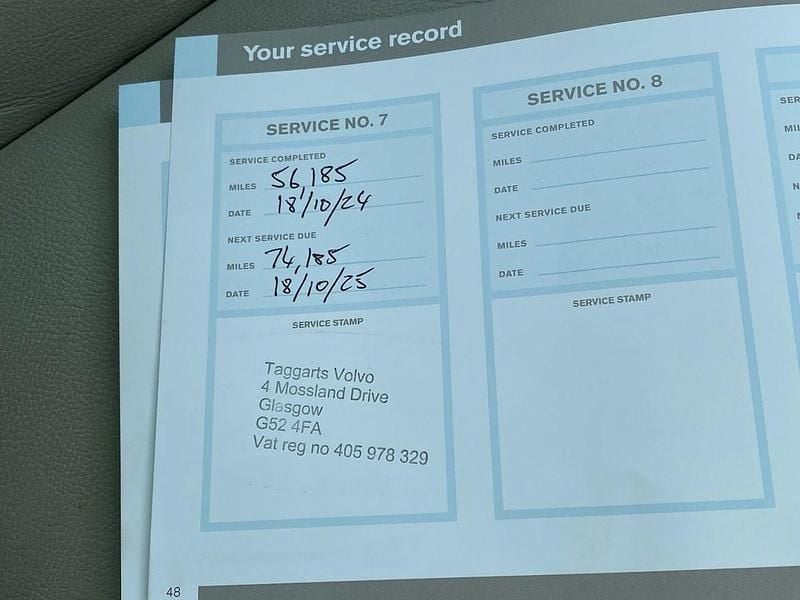 Your service record
SERVICE NO. 7
SERVICE COMPLETED
MILES 56,185
DATE 18/10/24
NEXT SERVICE DUE
MILES 74,185
DATE 18/10/25
SERVICE STAMP
Taggarts Volvo
4 Mossland Drive
Glasgow
G52 4FA
Vat reg no 405 978 329
SERVICE NO. 8
SERVICE COMPLETED
MILES
DATE
NEXT SERVICE DUE
MILES
DATE
SERVICE STAMP
48